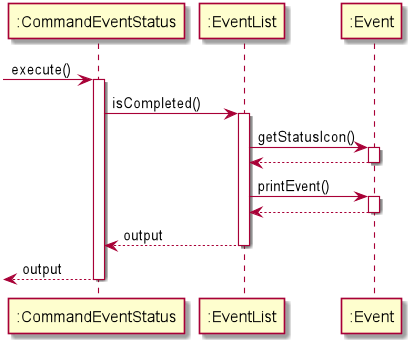 :CommandEventStatus :EventList :Event
execute()
isCompleted()
getStatusIcon()
printEvent()
output
output
:CommandEventStatus :EventList :Event